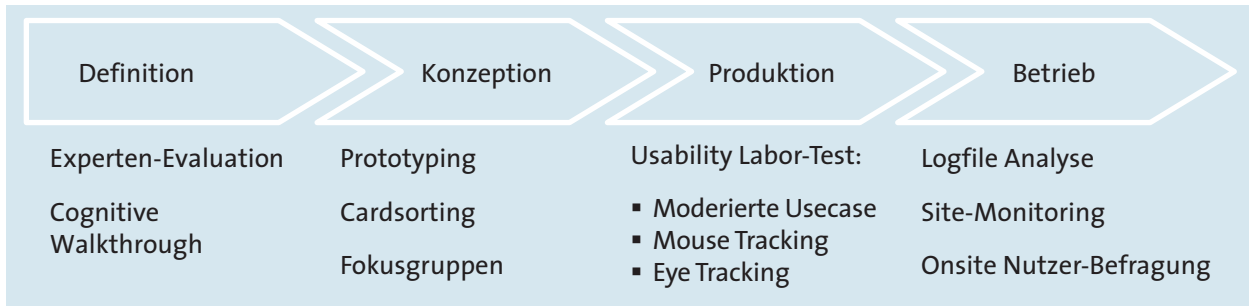 Definition
Konzeption
Produktion
Betrieb
Experten-Evaluation
Cognitive
Walkthrough
Prototyping
Cardsorting
Fokusgruppen
Usability Labor-Test:
▪ Moderierte Usecase
▪ Mouse Tracking
▪ Eye Tracking
Logfile Analyse
Site-Monitoring
Onsite Nutzer-Befragung